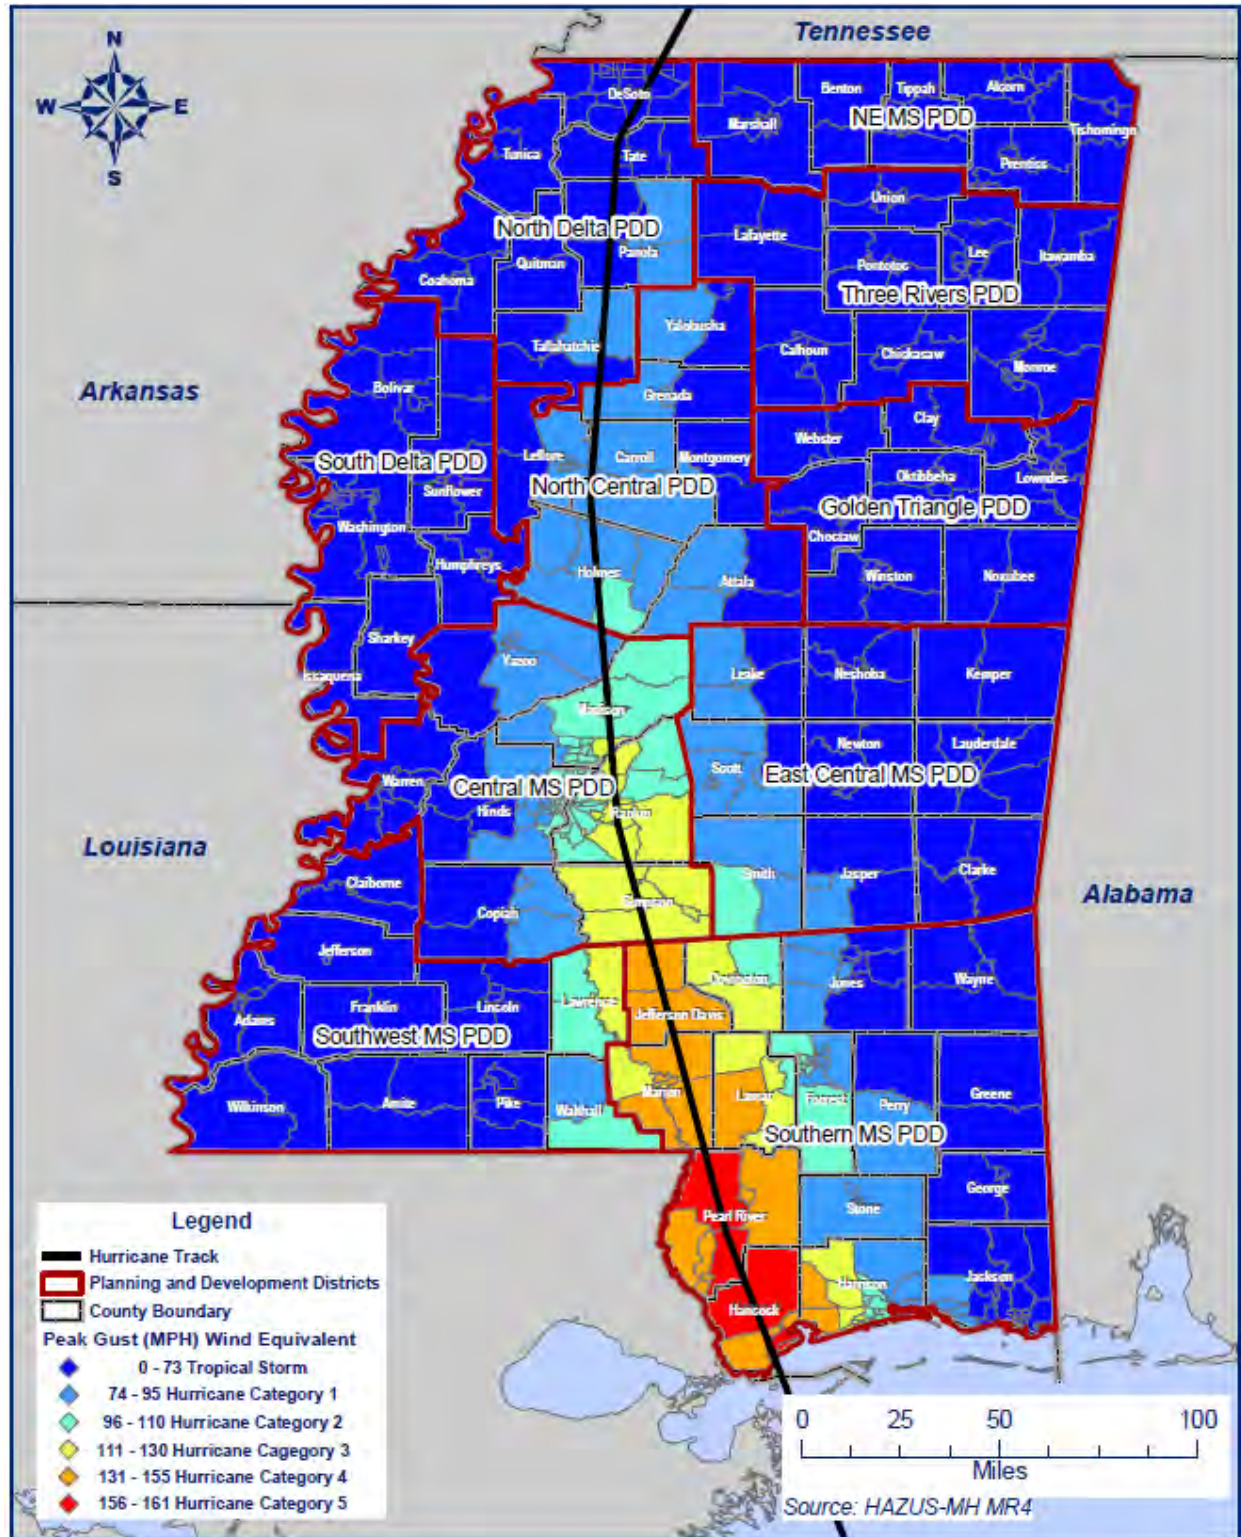 Tennessee
N
W E
S
DeSoto
Benton
Tippah
Alcorn
NE MS PDD
Marshall
Tishomingo
Tunica
Tate
Prentiss
Union
North Delta PDD
Lafayette
Panola
Lee
Itawamba
Quitman
Pontotoc
Coahoma
Three Rivers PDD
Yalobusha
Tallahatchie
Calhoun
Chickasaw
Monroe
Arkansas
Bolivar
Grenada
Clay
Webster
Leflore
Carroll
Montgomery
South Delta PDD
Oktibbeha
Lowndes
North Central PDD
Sunflower
Golden Triangle PDD
Washington
Choctaw
Humphreys
Holmes
Attala
Winston
Noxubee
Sharkey
Yazoo
Issaquena
Leake
Neshoba
Kemper
Madison
Newton
Lauderdale
Scott
East Central MS PDD
Warren
Central MS PDD
Hinds
Rankin
Louisiana
Claiborne
Smith
Jasper
Clarke
Alabama
Simpson
Copiah
Jefferson
Covington
Jones
Wayne
Lawrence
Franklin
Lincoln
Jefferson Davis
Adams
Southwest MS PDD
Marion
Lamar
Forrest
Perry
Greene
Wilkinson
Amite
Pike
Walthall
Southern MS PDD
George
Pearl River
Stone
Harrison
Jackson
Hancock
Legend
Hurricane Track
Planning and Development Districts
County Boundary
Peak Gust (MPH) Wind Equivalent
0 - 73 Tropical Storm
74 - 95 Hurricane Category 1
96 - 110 Hurricane Category 2
111 - 130 Hurricane Cagegory 3
131 - 155 Hurricane Category 4
156 - 161 Hurricane Category 5
0 25 50 100
Miles
Source: HAZUS-MH MR4